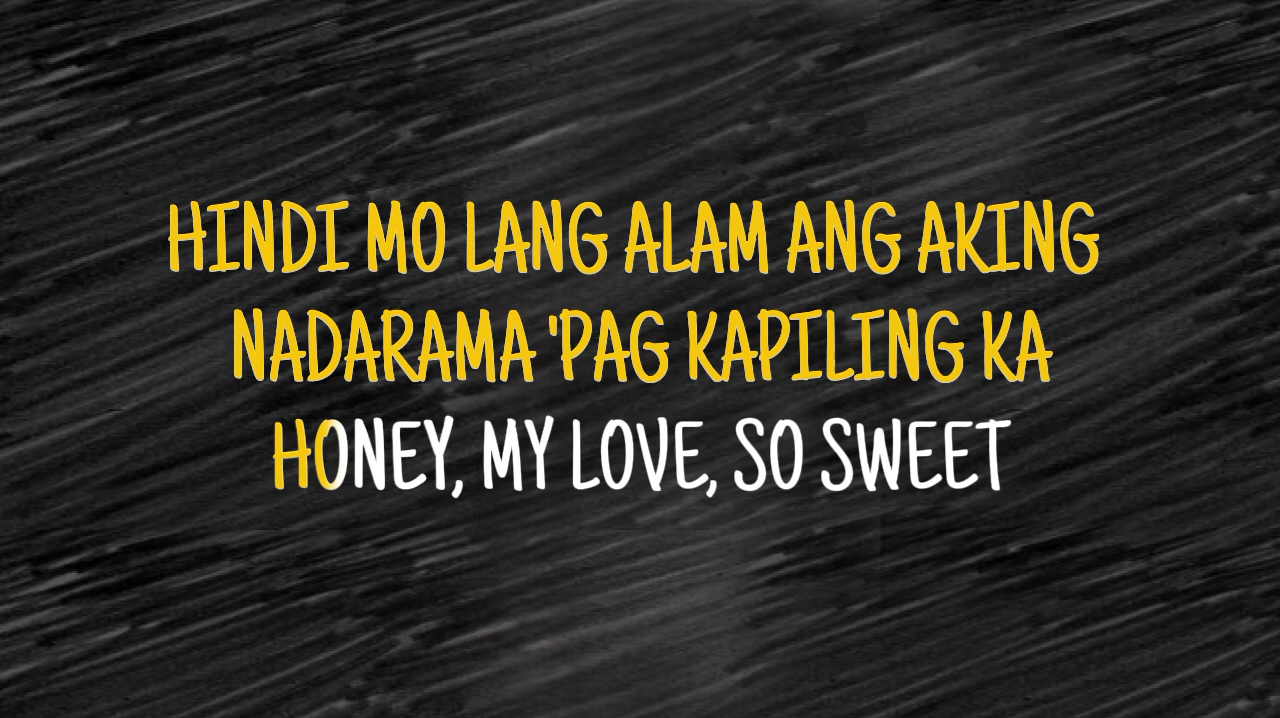 HINDI MO LANG ALAM ANG AKING
NADARAMA 'PAG KAPILING KA
HONEY, MY LOVE, SO SWEET